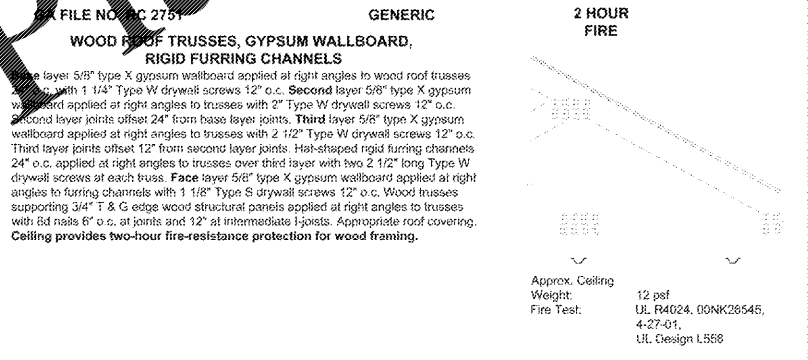 GA FILE NO. RC 2751
GENERIC
2 HOUR
FIRE
WOOD ROOF TRUSSES, GYPSUM WALLBOARD,
RIGID FURRING CHANNELS
Base layer 5/8" type X gypsum wallboard applied at right angles to wood roof trusses
24" o.c. with 1 1/4" Type W drywall screws 12" o.c. Second layer 5/8" type X gypsum
wallboard applied at right angles to trusses with 2" Type W drywall screws 12" o.c.
Second layer joints offset 24" from base layer joints. Third layer 5/8" type X gypsum
wallboard applied at right angles to trusses with 2 1/2" Type W drywall screws 12" o.c.
Third layer joints offset 12" from second layer joints. Hat-shaped rigid furring channels
24" o.c. applied at right angles to trusses over third layer with two 2 1/2" long Type W
drywall screws at each truss. Face layer 5/8" type X gypsum wallboard applied at right
angles to furring channels with 1 1/8" Type S drywall screws 12" o.c. Wood trusses
supporting 3/4" T & G edge wood structural panels applied at right angles to trusses
with 8d nails 6" o.c. at joints and 12" at intermediate I-joists. Appropriate roof covering.
Ceiling provides two-hour fire-resistance protection for wood framing.
Approx. Ceiling
Weight: 12 psf
Fire Test: UL R4024, 00NK26545,
4-27-01,
UL Design L556